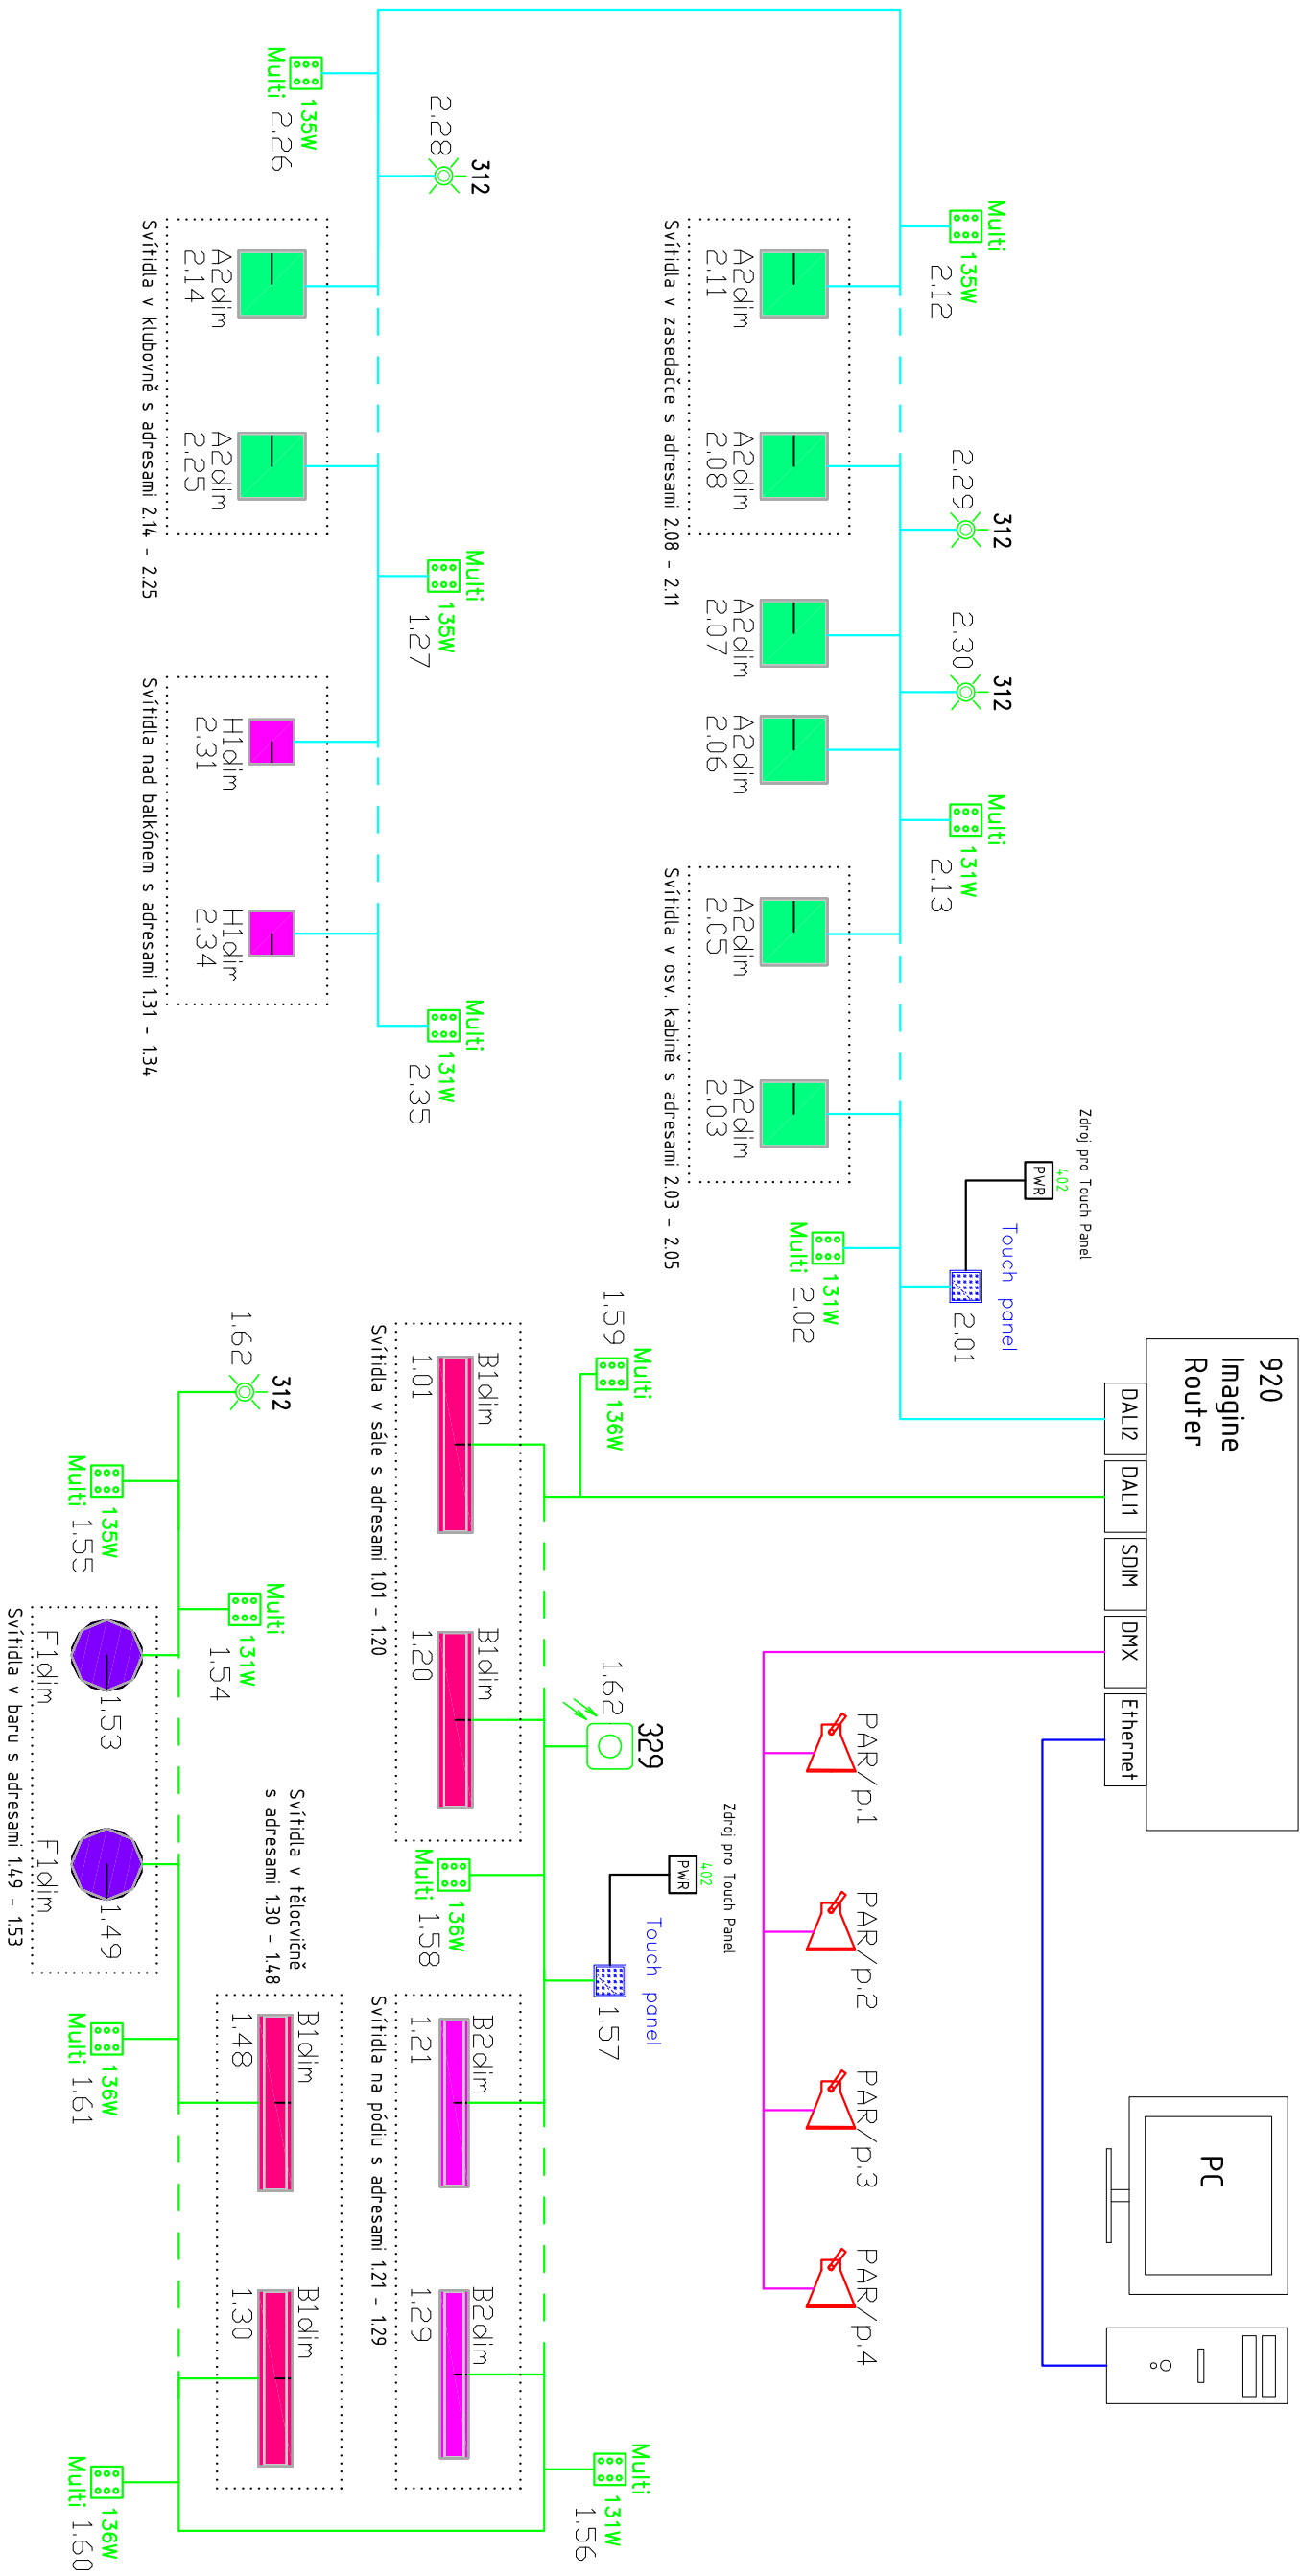 920
Imagine
Router
DALI2
DALI1
SDIM
DMX
Ethernet
PC
Zdroj pro Touch Panel
402
PWR
Touch panel
2.01
Multi
135W
2.12
312
2.29
312
2.30
Multi
131W
2.13
131W
Multi 2.02
A2dim
2.11
A2dim
2.08
A2dim
2.07
A2dim
2.06
A2dim
2.05
A2dim
2.03
Svítidla v zasedačce s adresami 2.08 - 2.11
Svítidla v osv. kabině s adresami 2.03 - 2.05
PAR/p.1
PAR/p.2
PAR/p.3
PAR/p.4
Zdroj pro Touch Panel
402
PWR
Touch panel
1.57
Multi
136W
1.59
329
1.62
136W
Multi 1.58
Multi
131W
1.56
B1dim
1.01
B1dim
1.20
B2dim
1.21
B2dim
1.29
Svítidla v sále s adresami 1.01 - 1.20
Svítidla na pódiu s adresami 1.21 - 1.29
312
2.28
135W
Multi 2.26
Multi
135W
1.27
Multi
131W
2.35
A2dim
2.14
A2dim
2.25
H1dim
2.31
H1dim
2.34
Svítidla v klubovně s adresami 2.14 - 2.25
Svítidla nad balkónem s adresami 1.31 - 1.34
312
1.62
Multi
131W
1.54
135W
Multi 1.55
Svítidla v tělocvičně
s adresami 1.30 - 1.48
B1dim
1.48
B1dim
1.30
1.53
F1dim
1.49
F1dim
136W
Multi 1.61
136W
Multi 1.60
Svítidla v baru s adresami 1.49 - 1.53